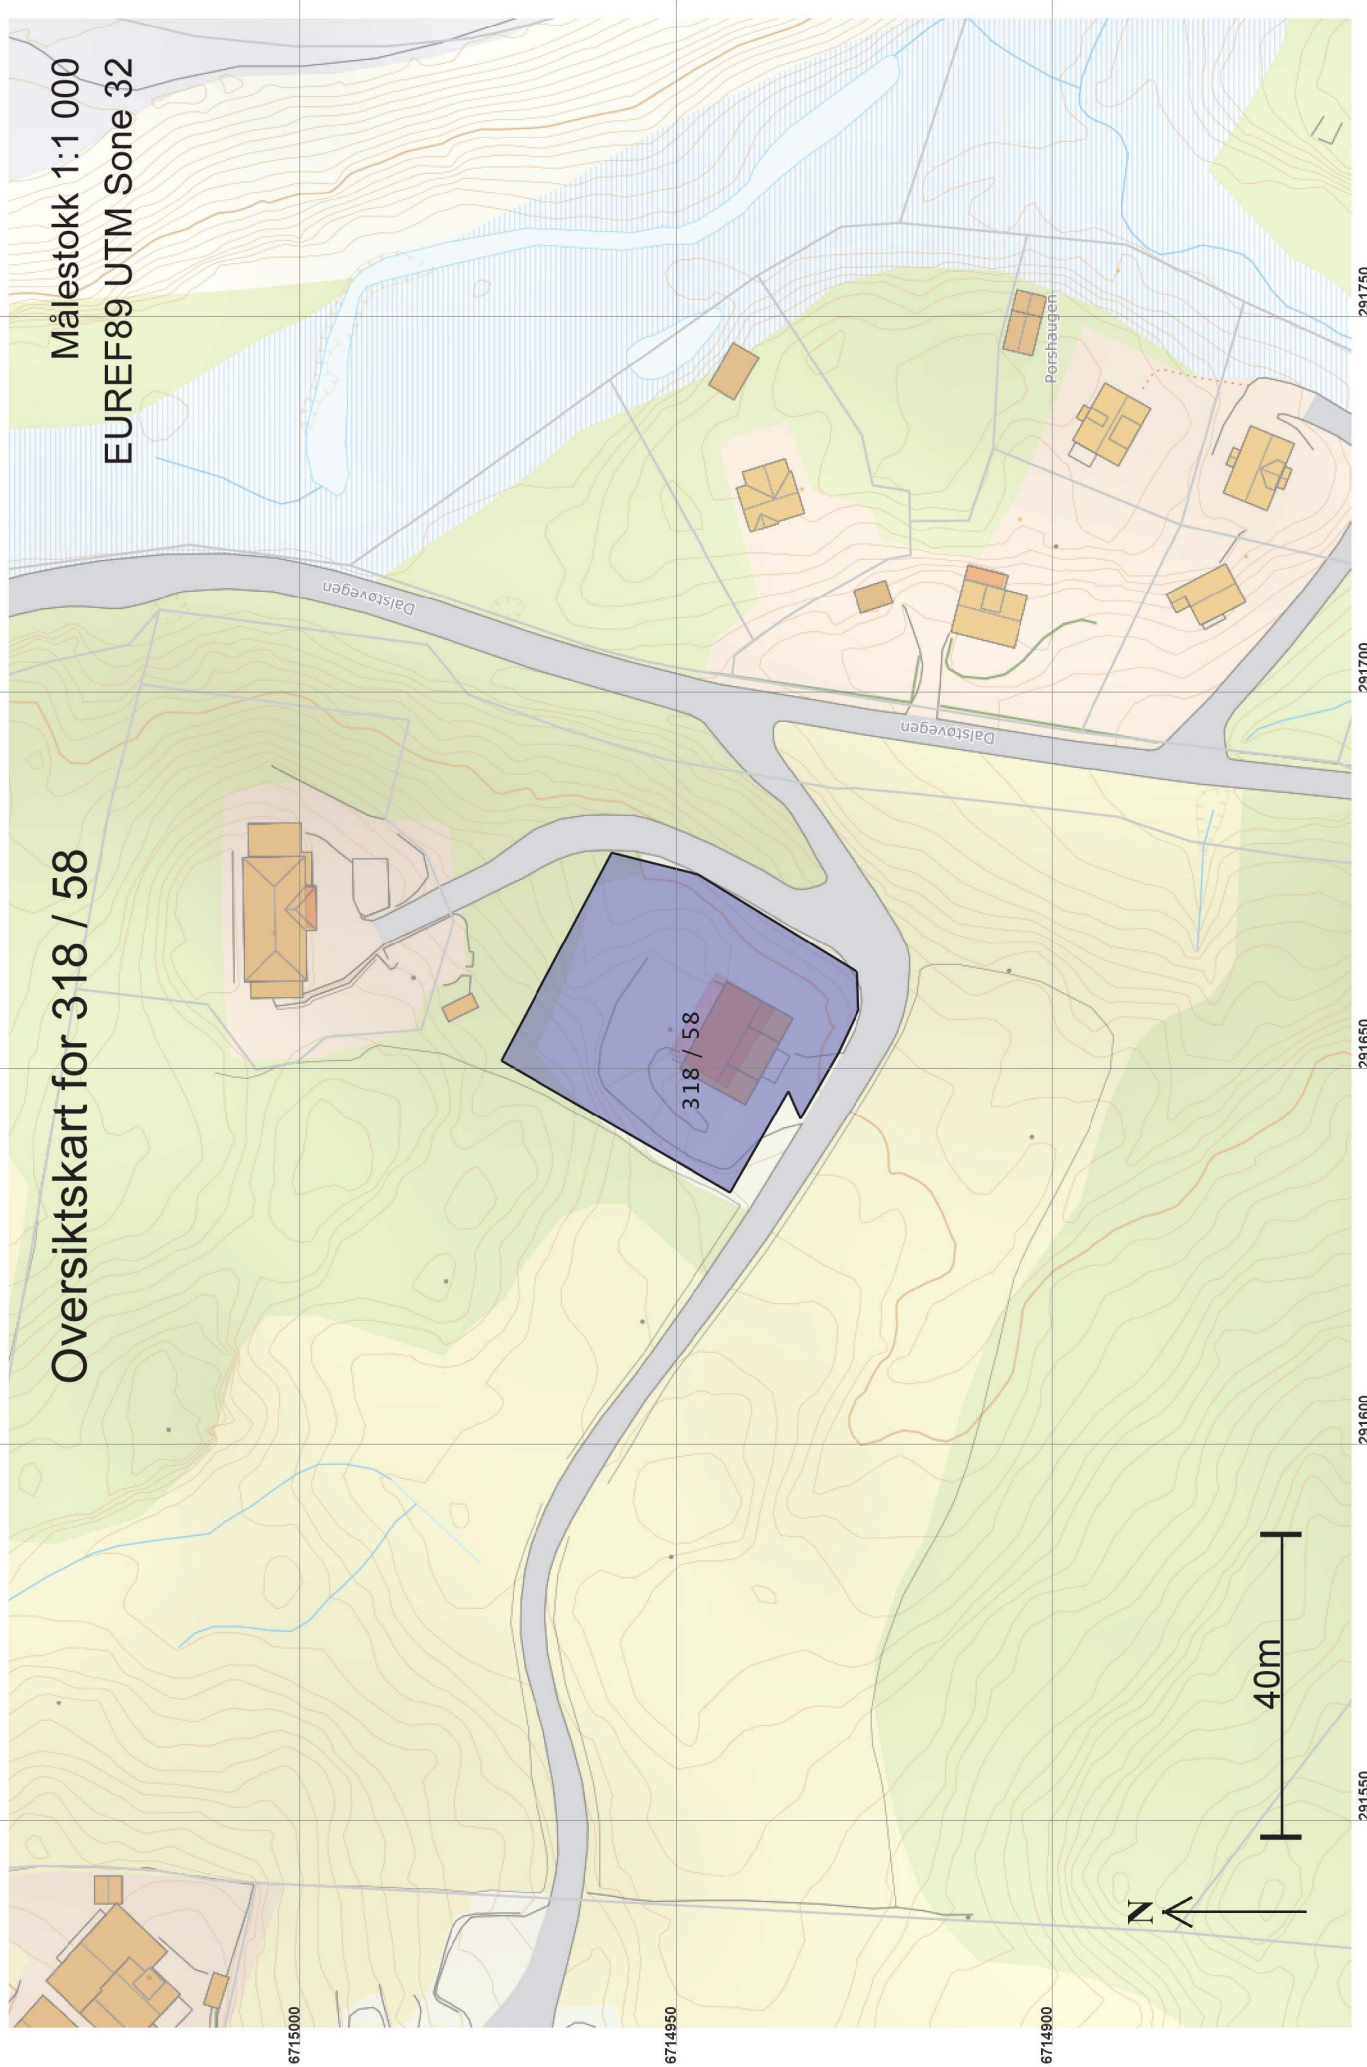 Oversiktskart for 318 / 58
Målestokk 1:1 000
EUREF89 UTM Sone 32
6715000
6714950
6714900
Dalstøvegen
Dalstøvegen
Porshaugen
318 / 58
N
40m
291550
291600
291650
291700
291750